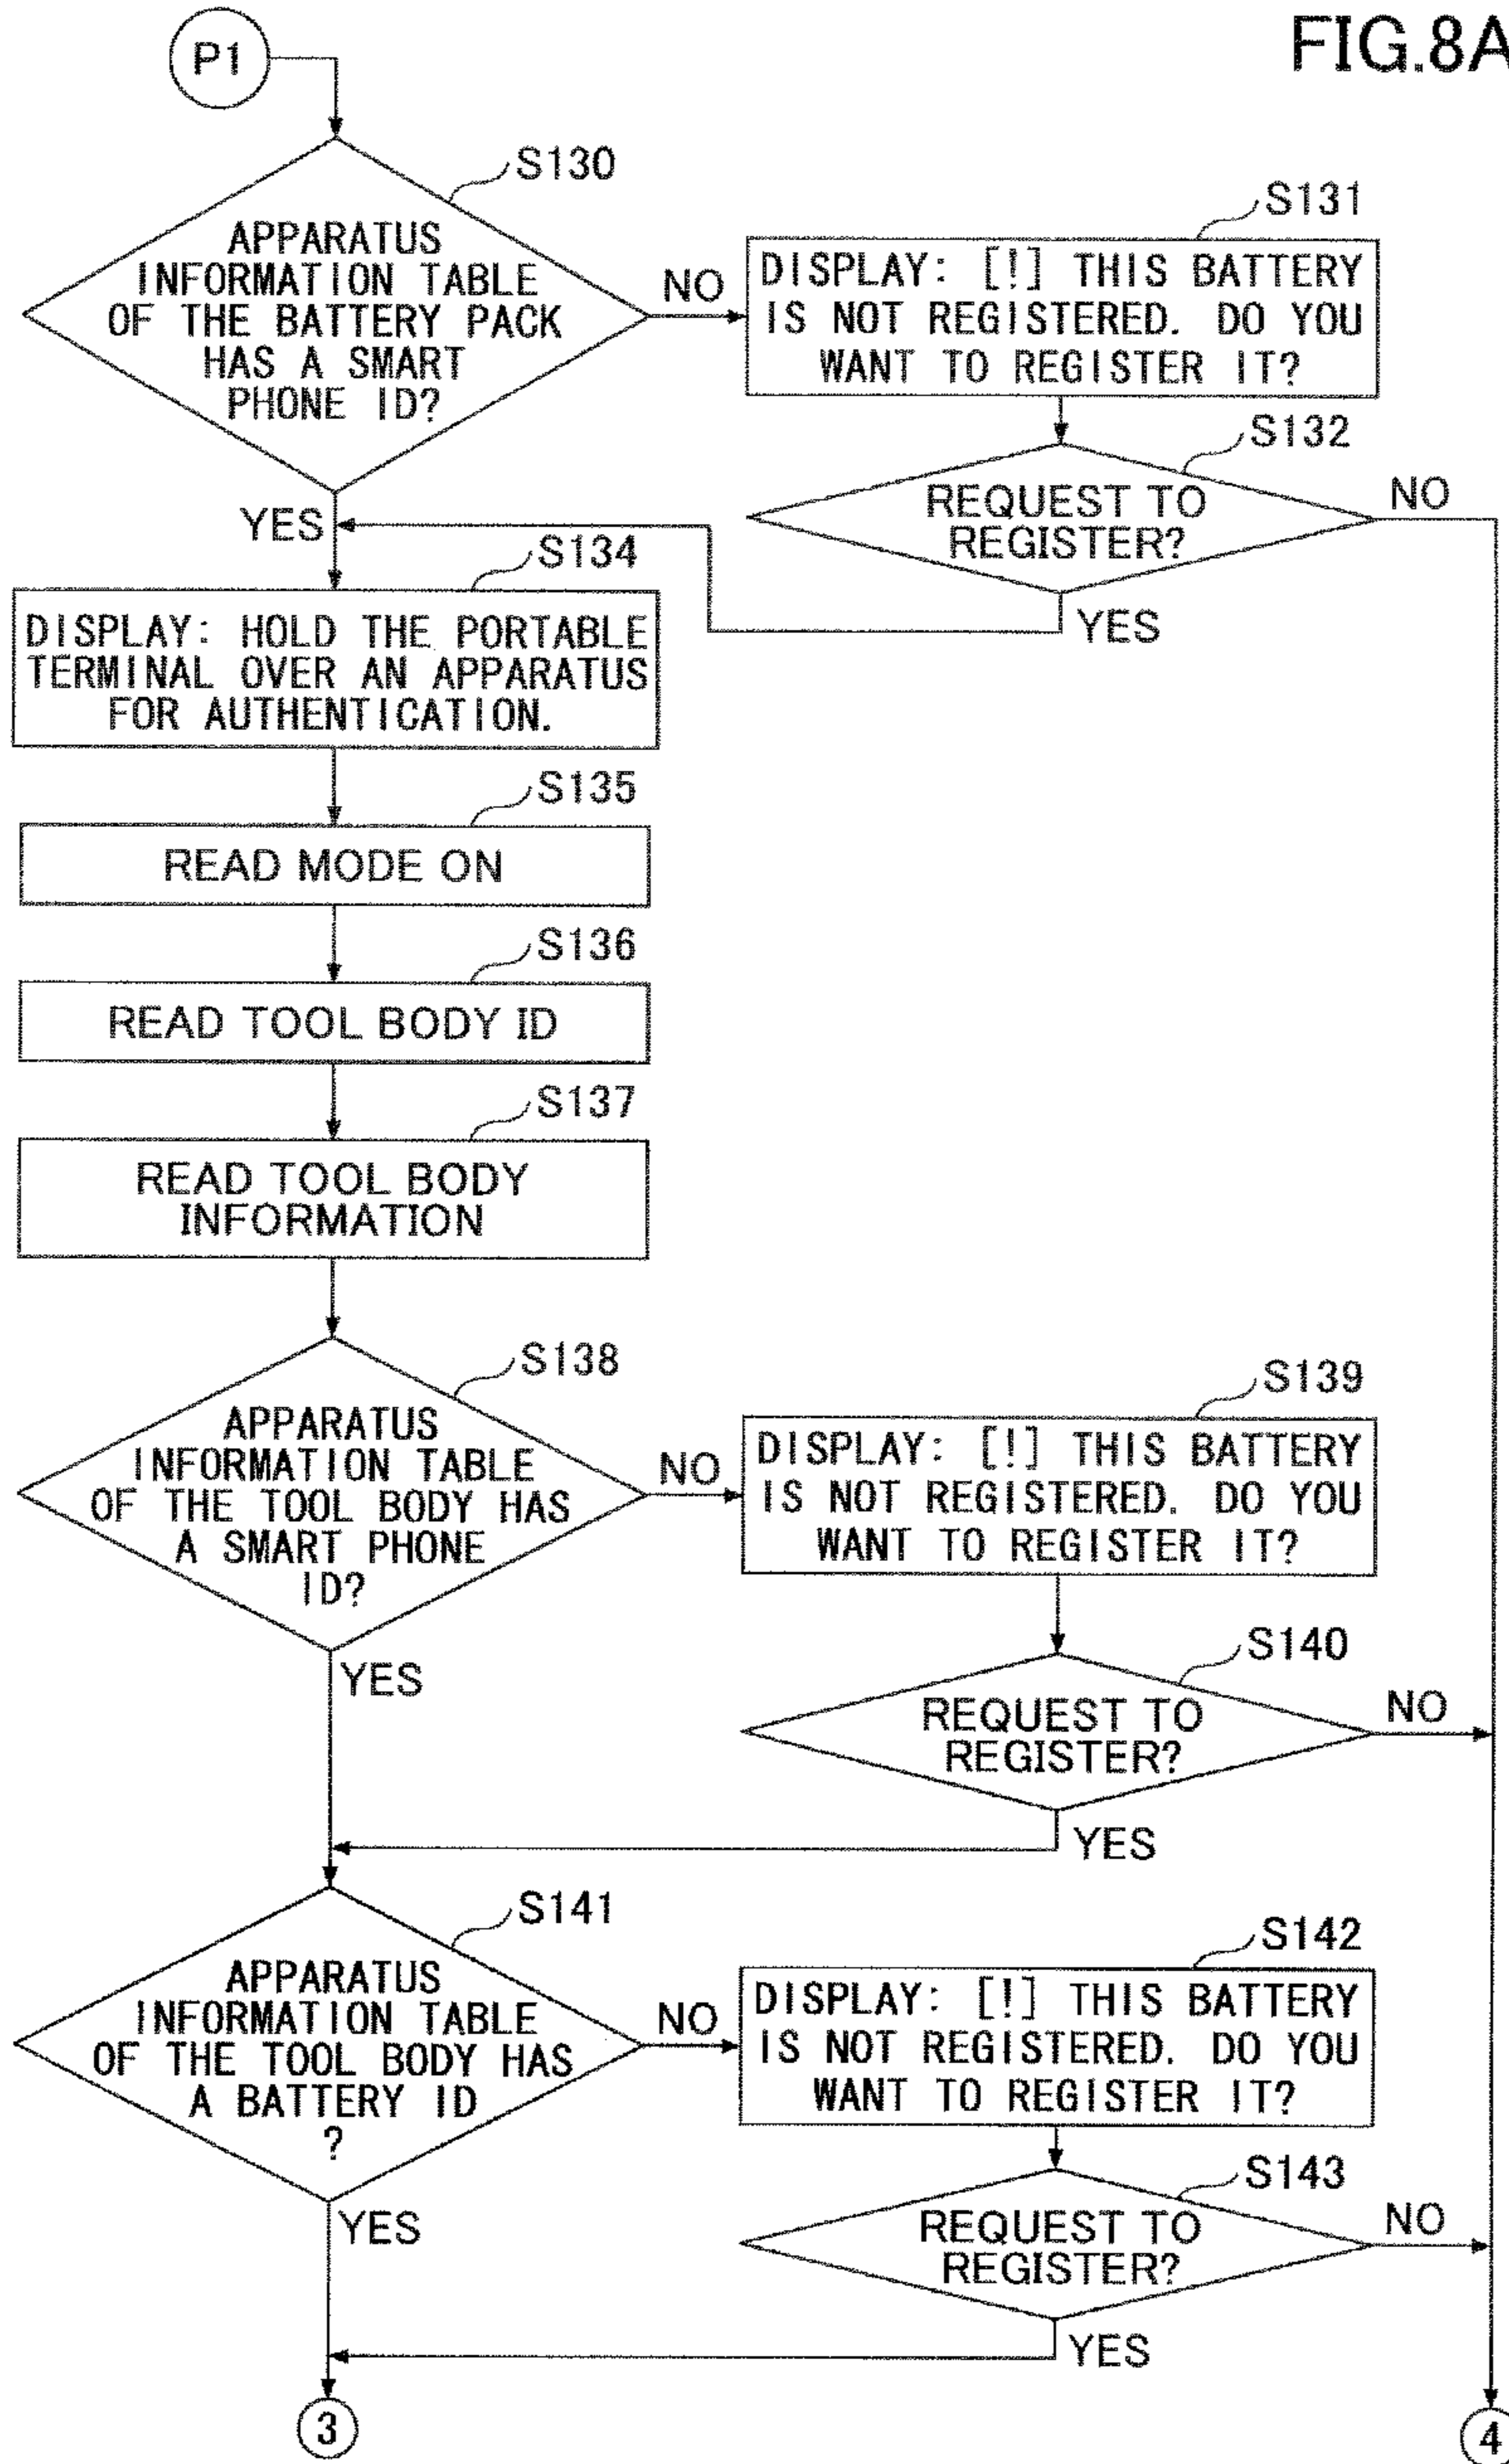 FIG.8A
P1
S130
APPARATUS
INFORMATION TABLE
OF THE BATTERY PACK
HAS A SMART
PHONE ID?
NO
S131
DISPLAY: [!] THIS BATTERY
IS NOT REGISTERED. DO YOU
WANT TO REGISTER IT?
S132
REQUEST TO
REGISTER?
NO
YES
YES
S134
DISPLAY: HOLD THE PORTABLE
TERMINAL OVER AN APPARATUS
FOR AUTHENTICATION.
S135
READ MODE ON
S136
READ TOOL BODY ID
S137
READ TOOL BODY
INFORMATION
S138
APPARATUS
INFORMATION TABLE
OF THE TOOL BODY HAS
A SMART PHONE
ID?
NO
S139
DISPLAY: [!] THIS BATTERY
IS NOT REGISTERED. DO YOU
WANT TO REGISTER IT?
YES
S140
REQUEST TO
REGISTER?
NO
YES
S141
APPARATUS
INFORMATION TABLE
OF THE TOOL BODY HAS
A BATTERY ID
?
NO
S142
DISPLAY: [!] THIS BATTERY
IS NOT REGISTERED. DO YOU
WANT TO REGISTER IT?
YES
S143
REQUEST TO
REGISTER?
NO
YES
3
4